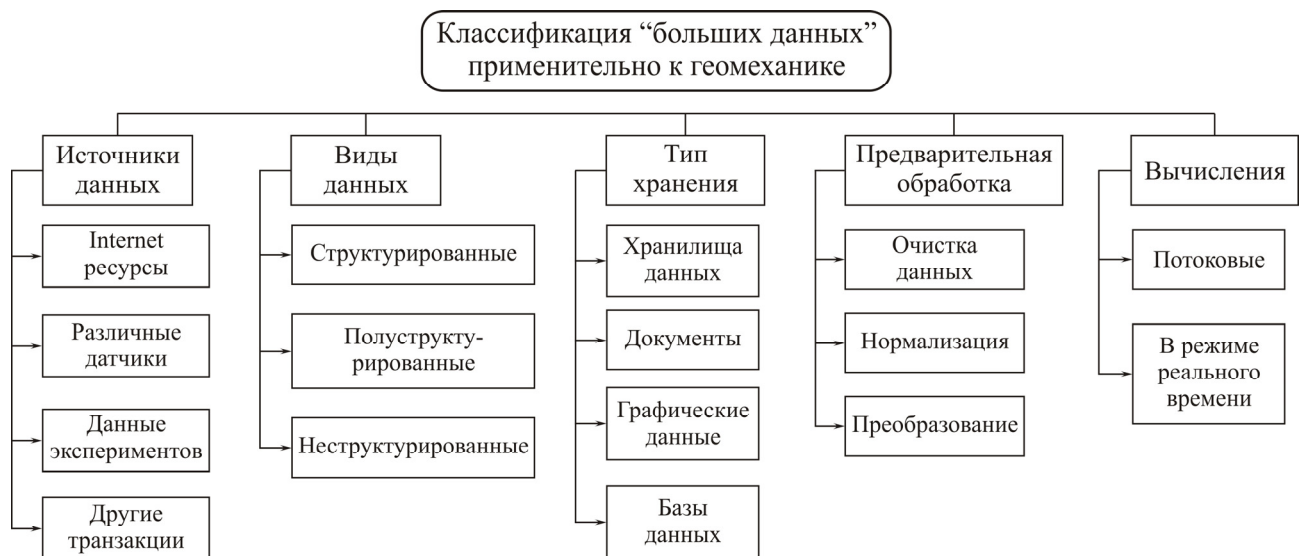 Классификация “больших данных”
применительно к геомеханике
Источники
данных
Internet
ресурсы
Различные
датчики
Данные
экспериментов
Другие
транзакции
Виды
данных
Структурированные
Полуструкту-
рированные
Неструктурированные
Тип
хранения
Хранилища
данных
Документы
Графические
данные
Базы
данных
Предварительная
обработка
Очистка
данных
Нормализация
Преобразование
Вычисления
Потоковые
В режиме
реального
времени